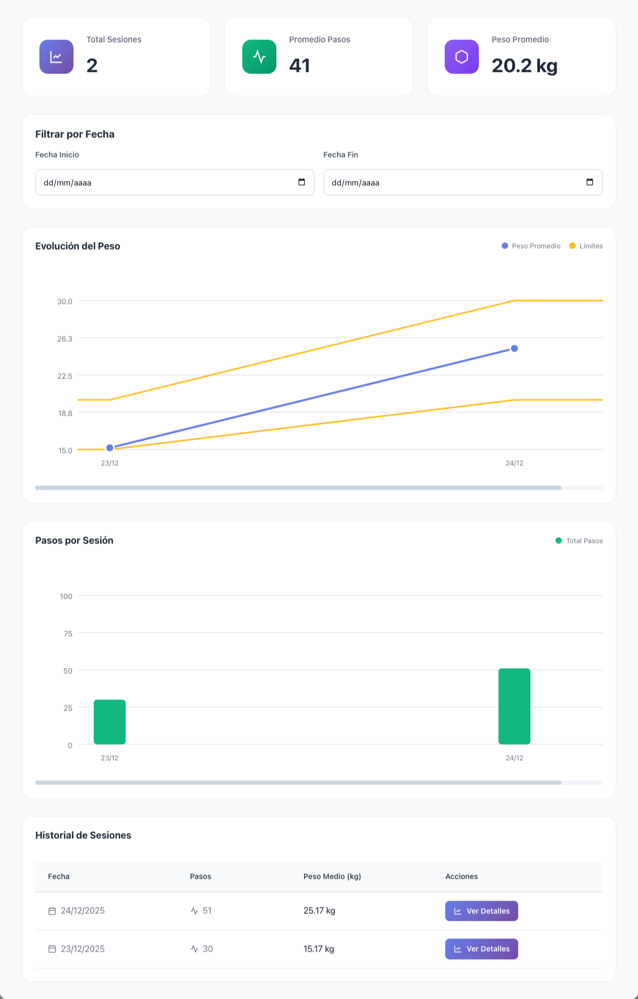 Total Sesiones
2
Promedio Pasos
41
Peso Promedio
20.2 kg
Filtrar por Fecha
Fecha Inicio
Fecha Fin
dd/mm/aaaa
dd/mm/aaaa
Evolución del Peso
Peso Promedio
Límites
30.0
26.3
22.5
18.8
15.0
23/12
24/12
Pasos por Sesión
Total Pasos
100
75
50
25
0
23/12
24/12
Historial de Sesiones
Fecha Pasos Peso Medio (kg) Acciones
24/12/2025 51 25.17 kg Ver Detalles
23/12/2025 30 15.17 kg Ver Detalles